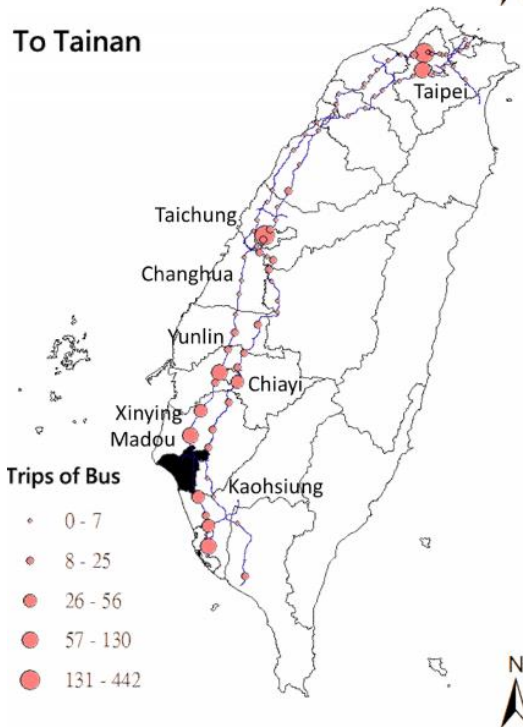 To Tainan
Taipei
Taichung
Changhua
Yunlin
Chiayi
Xinying
Madou
Kaohsiung
Trips of Bus
0 - 7
8 - 25
26 - 56
57 - 130
131 - 442
N